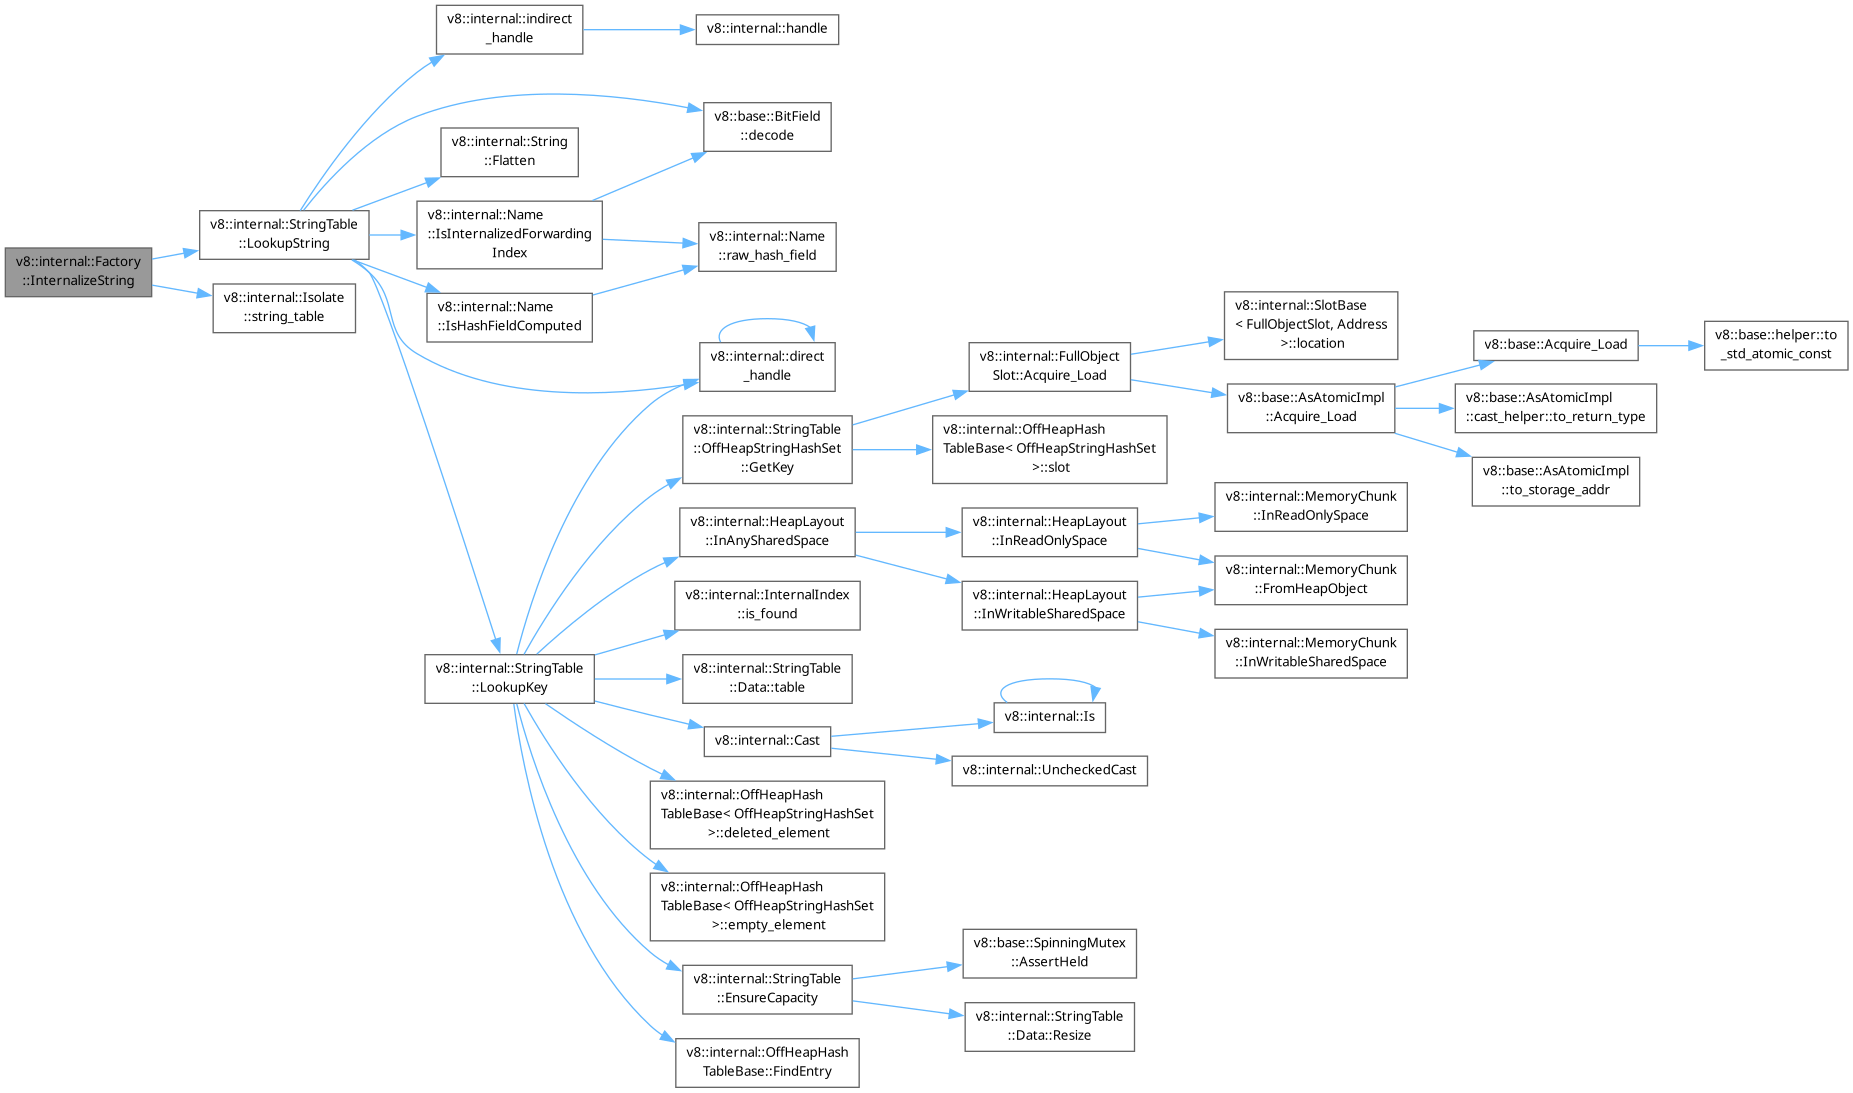 v8::internal::Factory
::InternalizeString
v8::internal::StringTable
::LookupString
v8::internal::Isolate
::string_table
v8::internal::indirect
_handle
v8::internal::handle
v8::base::BitField
::decode
v8::internal::String
::Flatten
v8::internal::Name
::IsInternalizedForwarding
Index
v8::internal::Name
::raw_hash_field
v8::internal::Name
::IsHashFieldComputed
v8::internal::direct
_handle
v8::internal::StringTable
::LookupKey
v8::internal::StringTable
::OffHeapStringHashSet
::GetKey
v8::internal::FullObject
Slot::Acquire_Load
v8::internal::SlotBase
< FullObjectSlot, Address
>::location
v8::base::AsAtomicImpl
::Acquire_Load
v8::base::Acquire_Load
v8::base::helper::to
_std_atomic_const
v8::base::AsAtomicImpl
::cast_helper::to_return_type
v8::base::AsAtomicImpl
::to_storage_addr
v8::internal::OffHeapHash
TableBase< OffHeapStringHashSet
>::slot
v8::internal::HeapLayout
::InAnySharedSpace
v8::internal::HeapLayout
::InReadOnlySpace
v8::internal::MemoryChunk
::InReadOnlySpace
v8::internal::MemoryChunk
::FromHeapObject
v8::internal::HeapLayout
::InWritableSharedSpace
v8::internal::MemoryChunk
::InWritableSharedSpace
v8::internal::InternalIndex
::is_found
v8::internal::StringTable
::Data::table
v8::internal::Cast
v8::internal::Is
v8::internal::UncheckedCast
v8::internal::OffHeapHash
TableBase< OffHeapStringHashSet
>::deleted_element
v8::internal::OffHeapHash
TableBase< OffHeapStringHashSet
>::empty_element
v8::internal::StringTable
::EnsureCapacity
v8::base::SpinningMutex
::AssertHeld
v8::internal::StringTable
::Data::Resize
v8::internal::OffHeapHash
TableBase::FindEntry